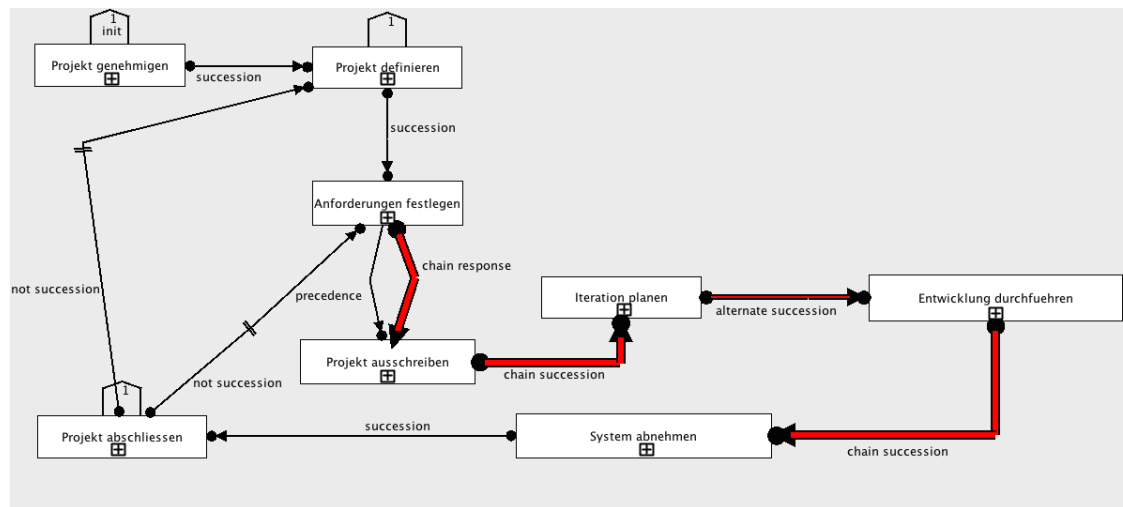 1
init
Projekt genehmigen
succession
1
Projekt definieren
succession
Anforderungen festlegen
chain response
not succession
precedence
Iteration planen
alternate succession
Entwicklung durchfuehren
Projekt ausschreiben
chain succession
not succession
1
Projekt abschliessen
succession
System abnehmen
chain succession